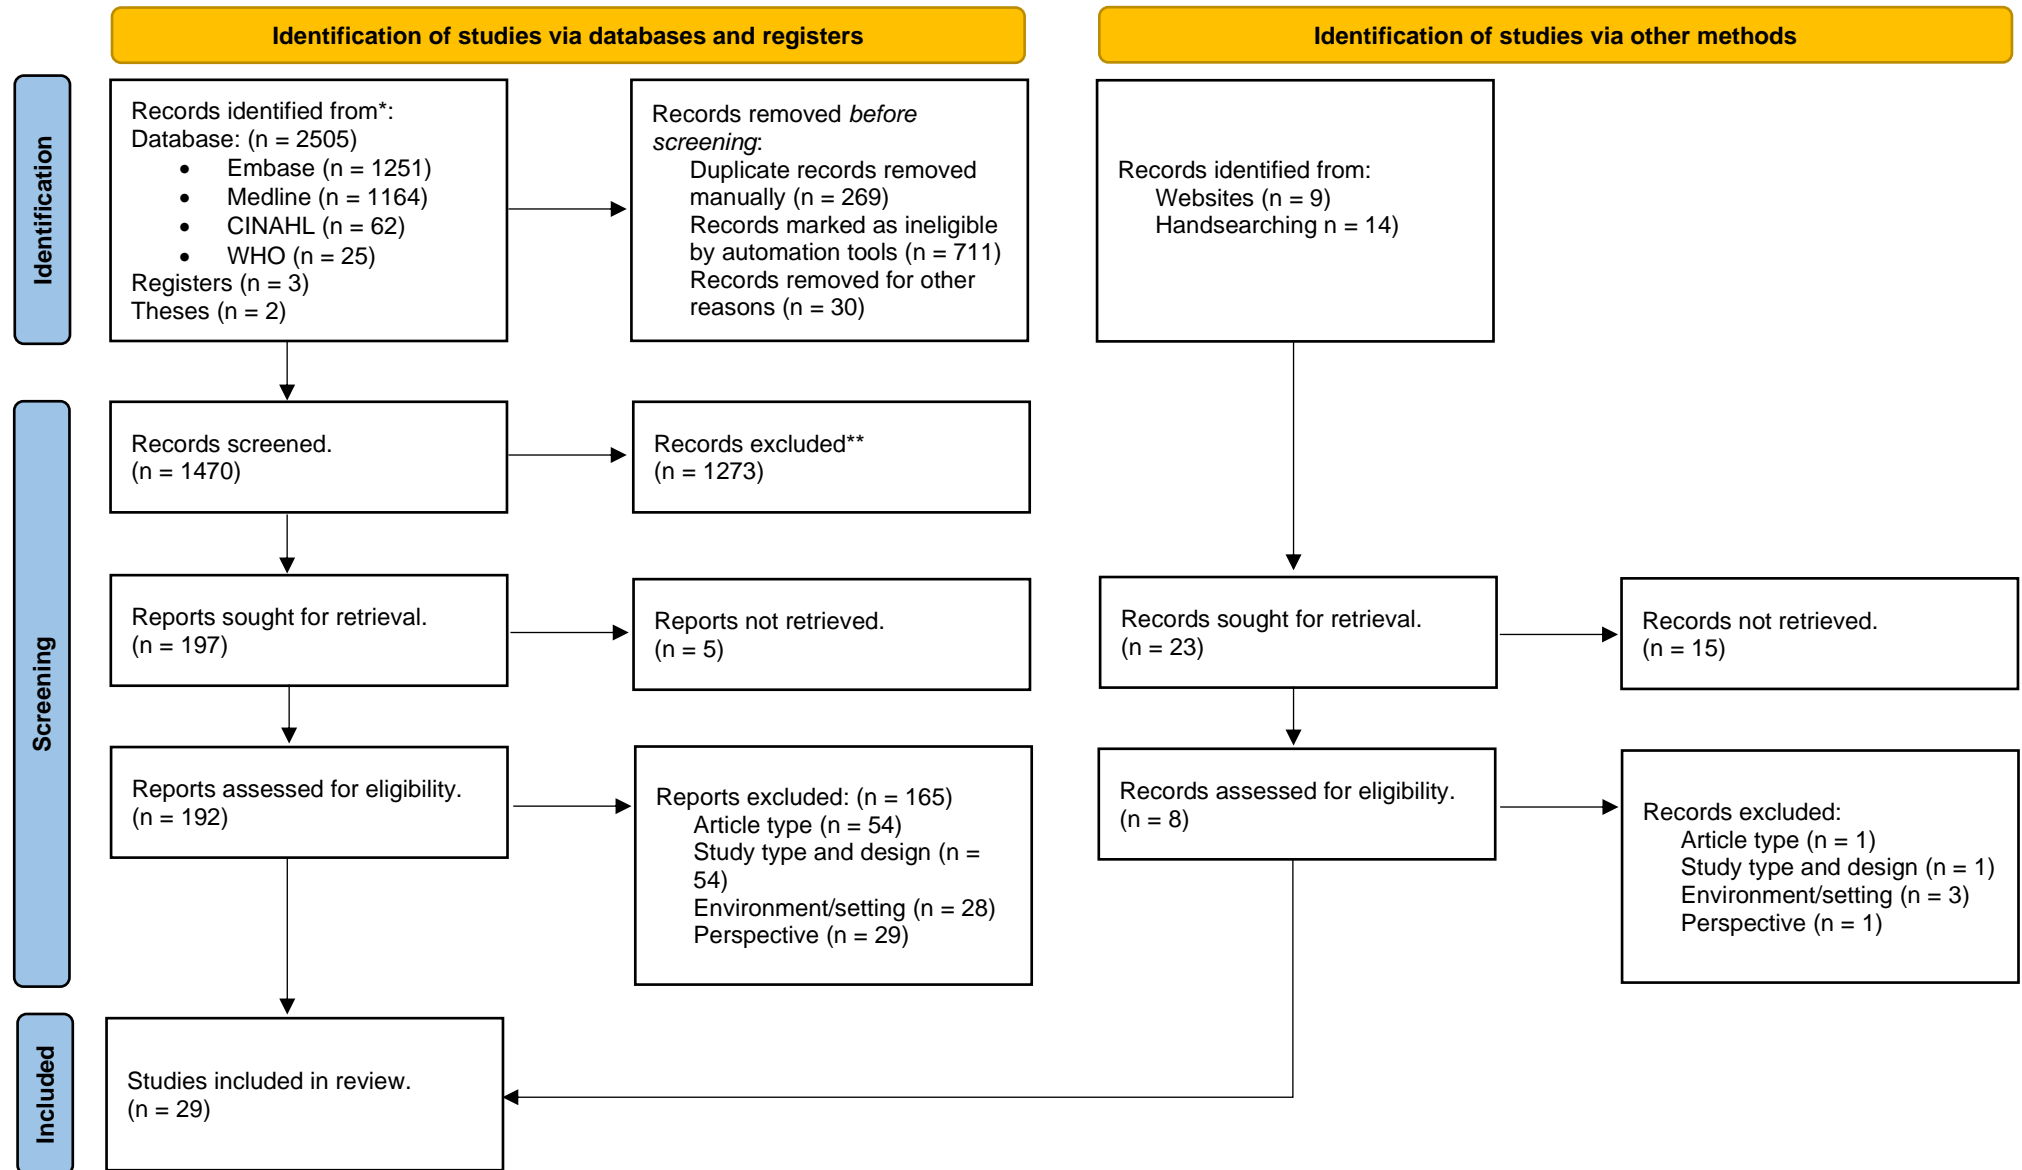 Identification of studies via databases and registers
Identification of studies via other methods
Identification
Records identified from*:
Database: (n = 2505)
• Embase (n = 1251)
• Medline (n = 1164)
• CINAHL (n = 62)
• WHO (n = 25)
Registers (n = 3)
Theses (n = 2)
Records removed before
screening:
Duplicate records removed
manually (n = 269)
Records marked as ineligible
by automation tools (n = 711)
Records removed for other
reasons (n = 30)
Records identified from:
Websites (n = 9)
Handsearching n = 14)
Screening
Records screened.
(n = 1470)
Records excluded**
(n = 1273)
Reports sought for retrieval.
(n = 197)
Reports not retrieved.
(n = 5)
Records sought for retrieval.
(n = 23)
Records not retrieved.
(n = 15)
Reports assessed for eligibility.
(n = 192)
Reports excluded: (n = 165)
Article type (n = 54)
Study type and design (n =
54)
Environment/setting (n = 28)
Perspective (n = 29)
Records assessed for eligibility.
(n = 8)
Records excluded:
Article type (n = 1)
Study type and design (n = 1)
Environment/setting (n = 3)
Perspective (n = 1)
Included
Studies included in review.
(n = 29)